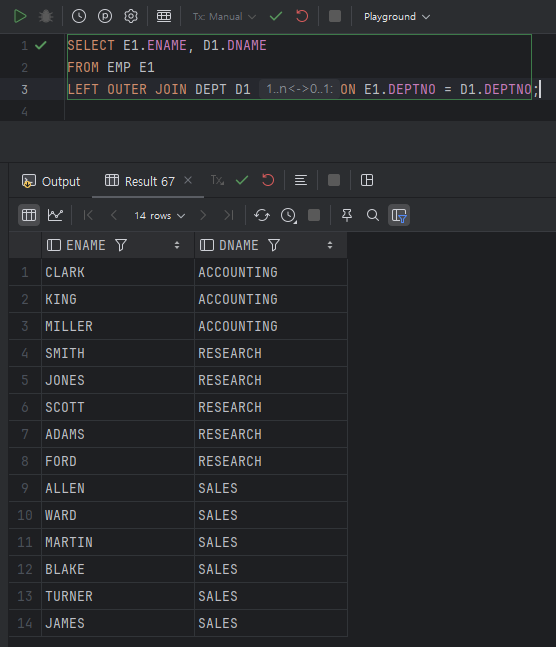 Tx: Manual
Playground
1 SELECT E1.ENAME, D1.DNAME
2 FROM EMP E1
3 LEFT OUTER JOIN DEPT D1 1..n<->0..1: ON E1.DEPTNO = D1.DEPTNO;
4
Output Result 67 Tx
14 rows
ENAME DNAME
1 CLARK ACCOUNTING
2 KING ACCOUNTING
3 MILLER ACCOUNTING
4 SMITH RESEARCH
5 JONES RESEARCH
6 SCOTT RESEARCH
7 ADAMS RESEARCH
8 FORD RESEARCH
9 ALLEN SALES
10 WARD SALES
11 MARTIN SALES
12 BLAKE SALES
13 TURNER SALES
14 JAMES SALES